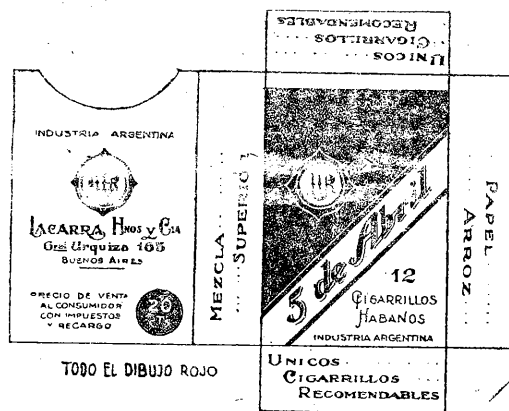 UNICOS
CIGARRILLOS
RECOMENDABLES
INDUSTRIA ARGENTINA
LACARRA, HNOS Y CIA
Gral Urquiza 165
BUENOS AIRES
PRECIO DE VENTA
AL CONSUMIDOR
CON IMPUESTOS
Y RECARGO
20
MEZCLA
SUPERIOR
5 de Abril
12
CIGARRILLOS
HABANOS
INDUSTRIA ARGENTINA
PAPEL
ARROZ
UNICOS
CIGARRILLOS
RECOMENDABLES
TODO EL DIBUJO ROJO